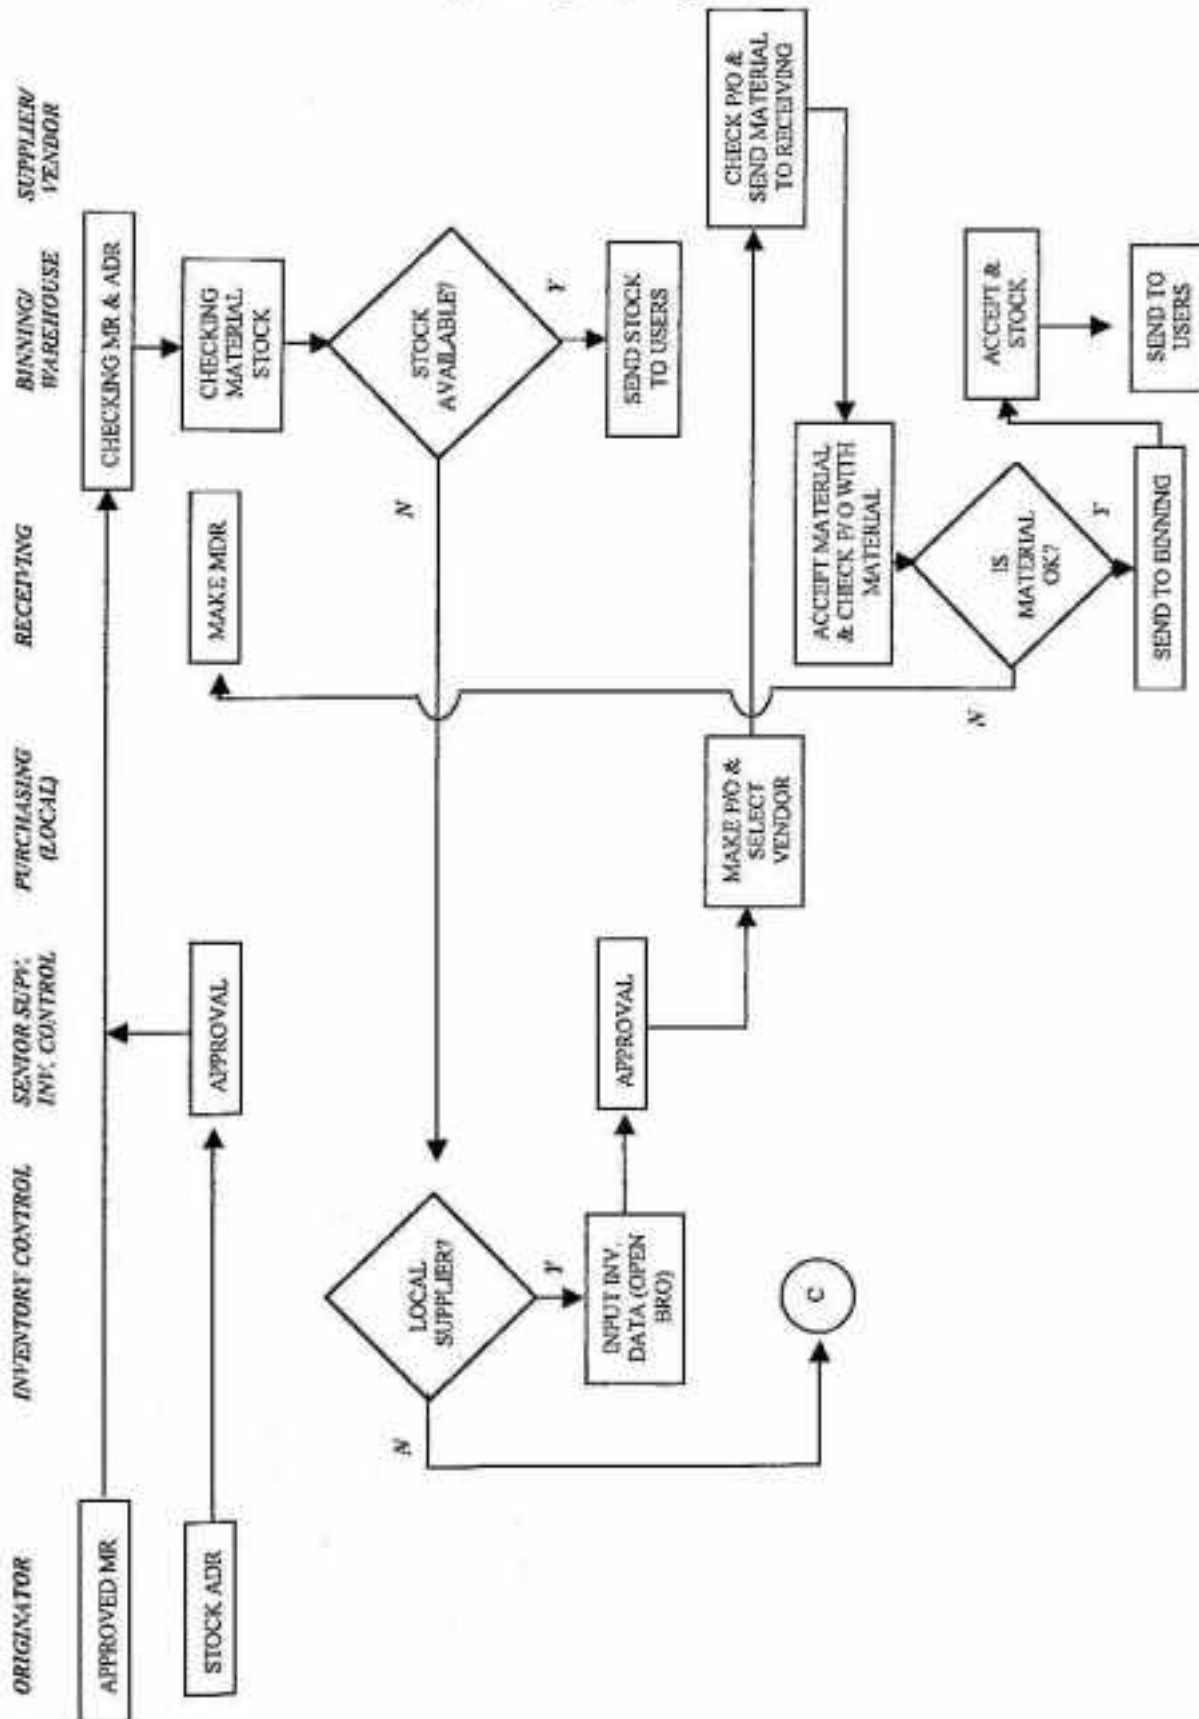 ORIGINATOR
INVENTORY CONTROL
SENIOR SUPV.
INV. CONTROL
PURCHASING
(LOCAL)
RECEIVING
BINNING/
WAREHOUSE
SUPPLIER/
VENDOR
APPROVED MR
CHECKING MR & ADR
STOCK ADR
APPROVAL
MAKE MDR
CHECKING
MATERIAL
STOCK
STOCK
AVAILABLE?
N
Y
SEND STOCK
TO USERS
LOCAL
SUPPLIER?
N
Y
INPUT INV.
DATA (OPEN
BRO)
APPROVAL
C
MAKE P/O &
SELECT
VENDOR
CHECK P/O &
SEND MATERIAL
TO RECEIVING
ACCEPT MATERIAL
& CHECK P/O WITH
MATERIAL
IS
MATERIAL
OK?
N
Y
SEND TO BINNING
ACCEPT &
STOCK
SEND TO
USERS